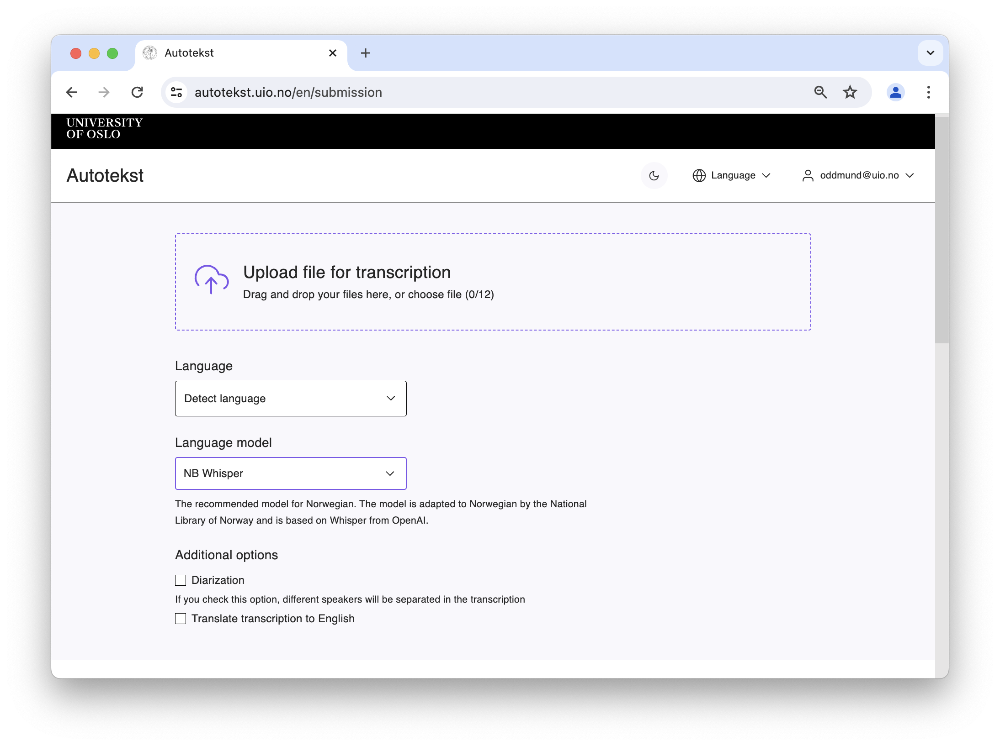 Autotekst
autotekst.uio.no/en/submission
UNIVERSITY
OF OSLO
Autotekst
Language
oddmund@uio.no
Upload file for transcription
Drag and drop your files here, or choose file (0/12)
Language
Detect language
Language model
NB Whisper
The recommended model for Norwegian. The model is adapted to Norwegian by the National
Library of Norway and is based on Whisper from OpenAI.
Additional options
Diarization
If you check this option, different speakers will be separated in the transcription
Translate transcription to English